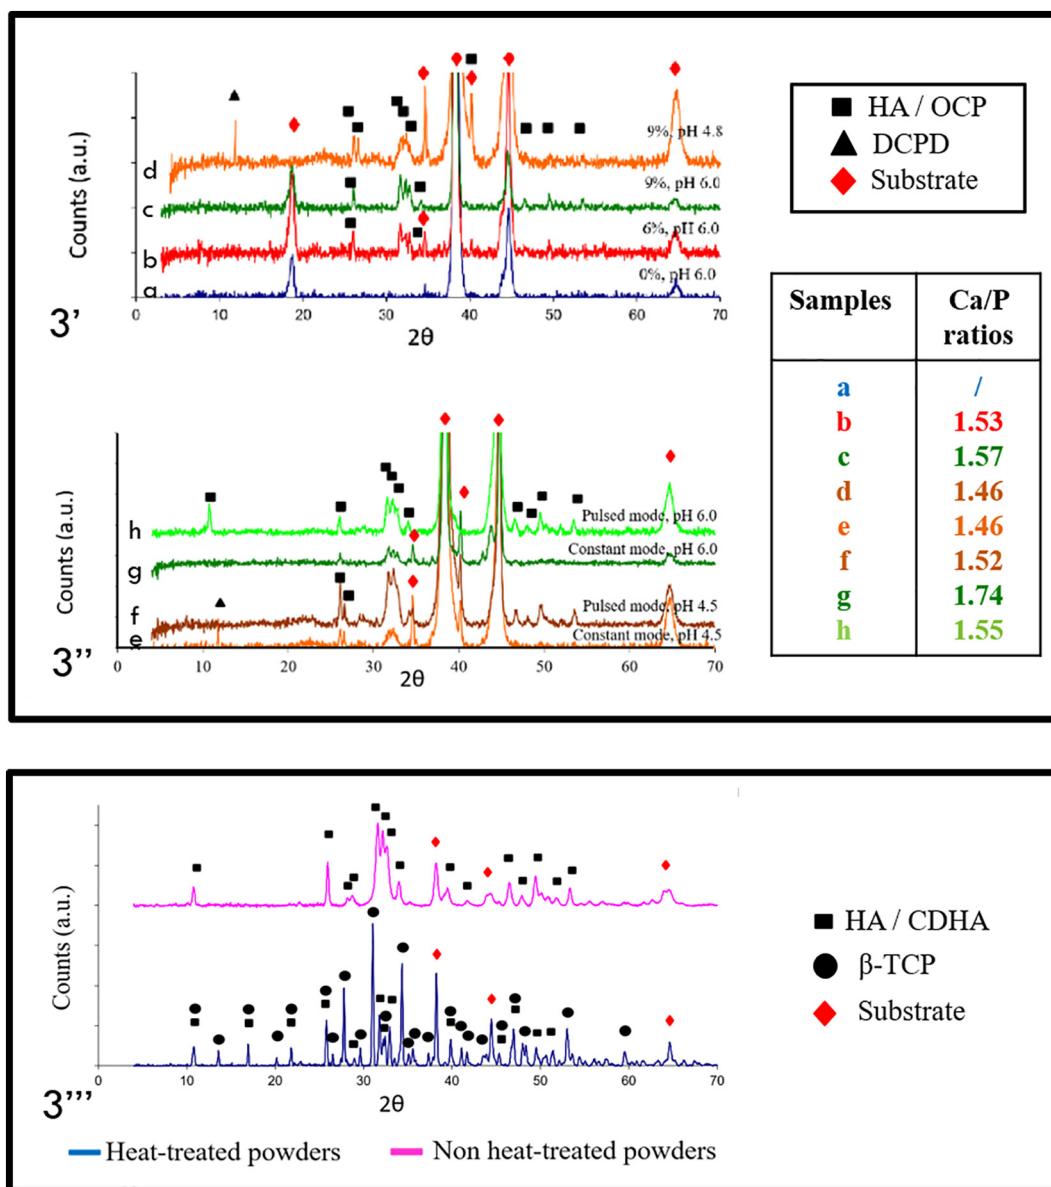 Counts (a.u.)
d
9%, pH 4.8
c
9%, pH 6.0
b
6%, pH 6.0
a
0%, pH 6.0
0 10 20 30 40 50 60 70
2θ
3’
HA / OCP
DCPD
Substrate
Samples Ca/P ratios
a /
b 1.53
c 1.57
d 1.46
e 1.46
f 1.52
g 1.74
h 1.55
Counts (a.u.)
h
Pulsed mode, pH 6.0
g
Constant mode, pH 6.0
f
Pulsed mode, pH 4.5
e
Constant mode, pH 4.5
0 10 20 30 40 50 60 70
2θ
3’’
Counts (a.u.)
0 10 20 30 40 50 60 70
2θ
3’’’
HA / CDHA
β-TCP
Substrate
Heat-treated powders Non heat-treated powders